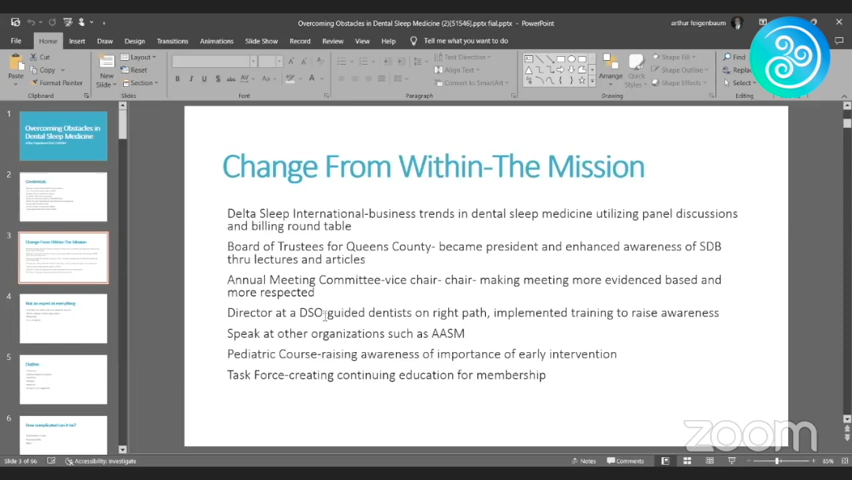 Overcoming Obstacles in Dental Sleep Medicine (2)[51546].pptx fial.pptx - PowerPoint
arthur feigenbaum
File Home Insert Draw Design Transitions Animations Slide Show Record Review View Help Tell me what you want to do
Paste
Cut
Copy
Format Painter
Clipboard
New Slide
Layout
Reset
Section
Slides
Font
Text Direction
Align Text
Convert to SmartArt
Paragraph
Arrange
Quick Styles
Shape Fill
Shape Outline
Shape Effects
Drawing
Find
Select
Editing
1
Overcoming Obstacles in
Dental Sleep Medicine
2
Credentials
3
Change From Within-The Mission
4
Not an expert on everything
5
Outline
6
How complicated can it be?
Change From Within-The Mission
Delta Sleep International-business trends in dental sleep medicine utilizing panel discussions
and billing round table
Board of Trustees for Queens County- became president and enhanced awareness of SDB
thru lectures and articles
Annual Meeting Committee-vice chair- chair- making meeting more evidenced based and
more respected
Director at a DSO-guided dentists on right path, implemented training to raise awareness
Speak at other organizations such as AASM
Pediatric Course-raising awareness of importance of early intervention
Task Force-creating continuing education for membership
zoom
Slide 3 of 66 Accessibility: Investigate Notes Comments 85%